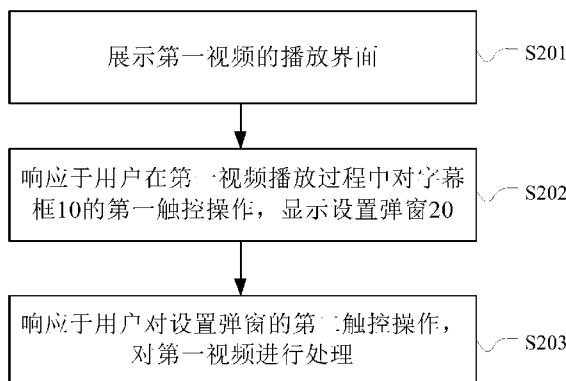 展示第一视频的播放界面
S201
响应于用户在第一视频播放过程中对字幕
框10的第一触控操作，显示设置弹窗20
S202
响应于用户对设置弹窗的第二触控操作，
对第一视频进行处理
S203